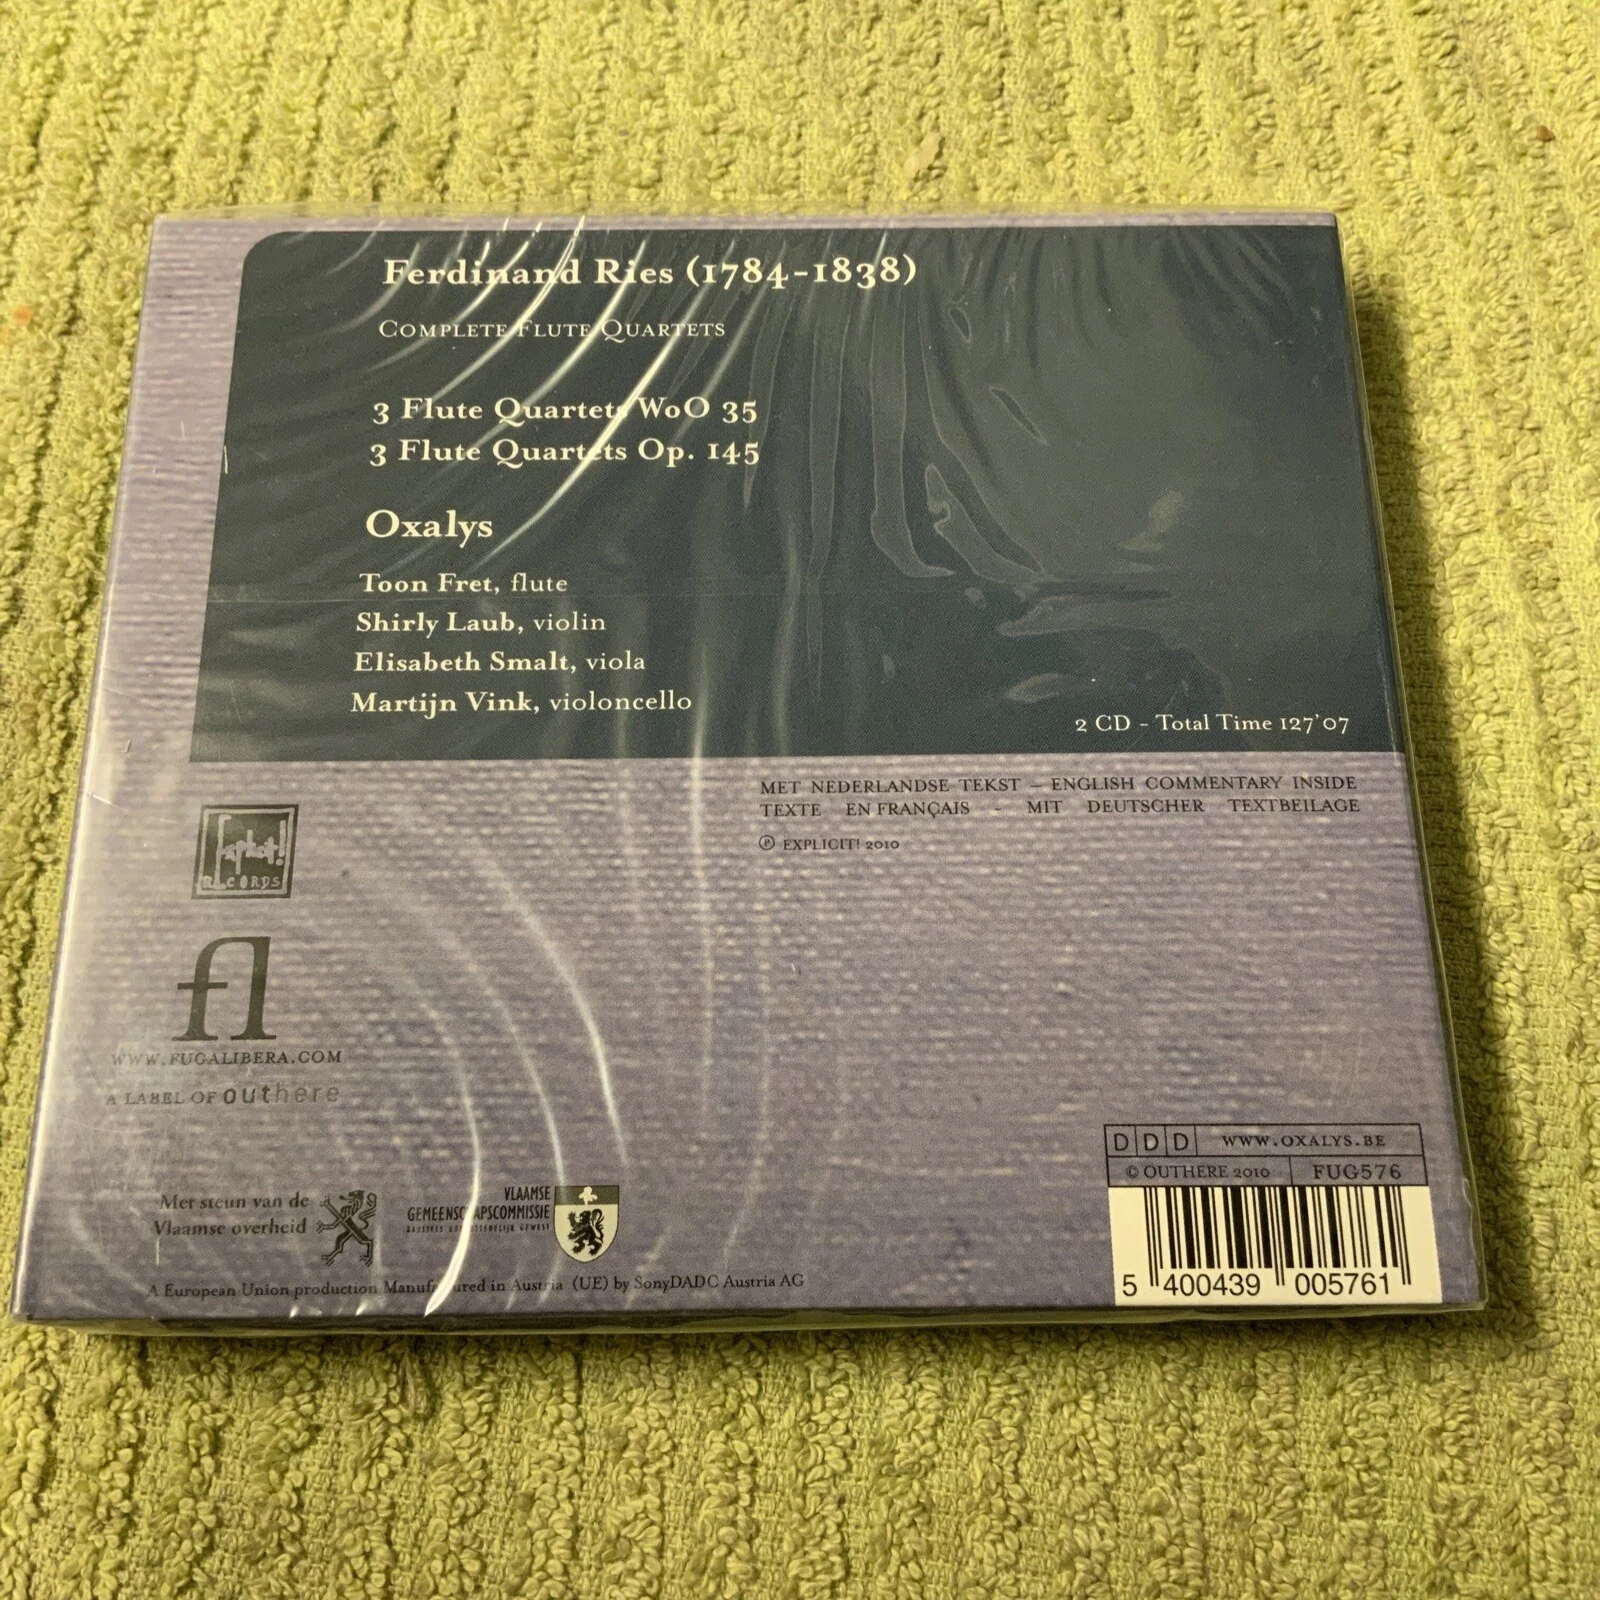 Ferdinand Ries (1784-1838)
Complete Flute Quartets
3 Flute Quartets WoO 35
3 Flute Quartets Op. 145
Oxalys
Toon Fret, flute
Shirly Laub, violin
Elisabeth Smalt, viola
Martijn Vink, violoncello
2 CD - Total Time 127'07
MET NEDERLANDSE TEKST – ENGLISH COMMENTARY INSIDE
TEXTE EN FRANÇAIS - MIT DEUTSCHER TEXTBEILAGE
℗ EXPLICIT! 2010
RECORDS
fl
WWW.FUGALIBERA.COM
A LABEL OF outhere
Met steun van de
Vlaamse overheid
VLAAMSE
GEMEENSCHAPSCOMMISSIE
A European Union production Manufactured in Austria (UE) by SonyDADC Austria AG
DDD WWW.OXALYS.BE
© OUTHERE 2010 FUG576
5 400439 005761